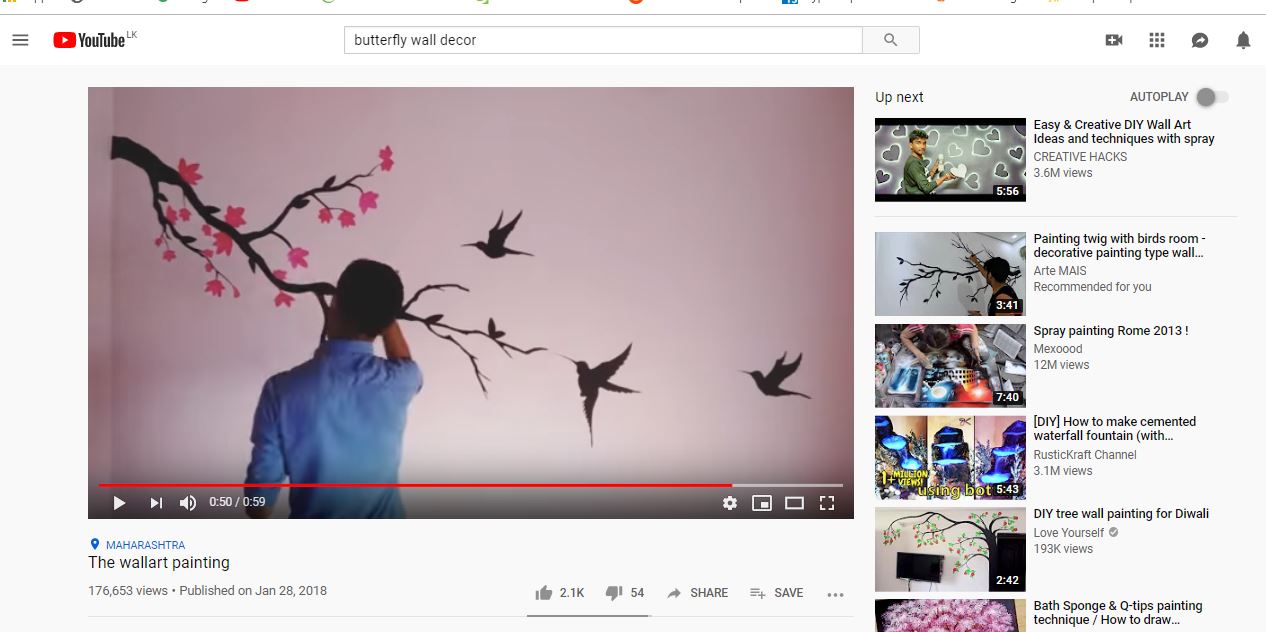 YouTube LK
butterfly wall decor
Up next
AUTOPLAY
Easy & Creative DIY Wall Art
Ideas and techniques with spray
CREATIVE HACKS
3.6M views
5:56
Painting twig with birds room -
decorative painting type wall...
Arte MAIS
Recommended for you
3:41
Spray painting Rome 2013 !
Mexoood
12M views
7:40
[DIY] How to make cemented
waterfall fountain (with...
RusticKraft Channel
3.1M views
1+MILLION
VIEWS!
using bot
5:43
DIY tree wall painting for Diwali
Love Yourself
193K views
2:42
Bath Sponge & Q-tips painting
technique / How to draw...
0:50 / 0:59
MAHARASHTRA
The wallart painting
176,653 views • Published on Jan 28, 2018
2.1K 54 SHARE SAVE